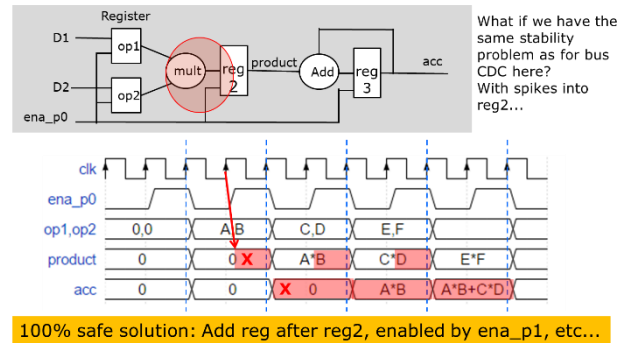 Register
D1
op1
D2
op2
ena_p0
mult
reg
2
product
Add
reg
3
acc
What if we have the
same stability
problem as for bus
CDC here?
With spikes into
reg2...
clk
ena_p0
op1,op2
0,0
A,B
C,D
E,F
product
0
0
X
A*B
C*D
E*F
acc
0
0
X
0
A*B
A*B+C*D
100% safe solution: Add reg after reg2, enabled by ena_p1, etc...